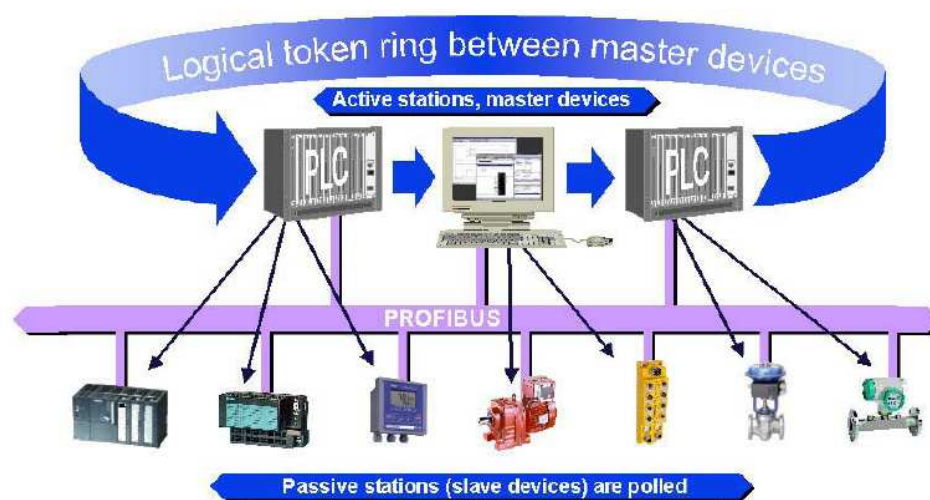 Logical token ring between master devices
Active stations, master devices
PLC
PLC
PROFIBUS
Passive stations (slave devices) are polled